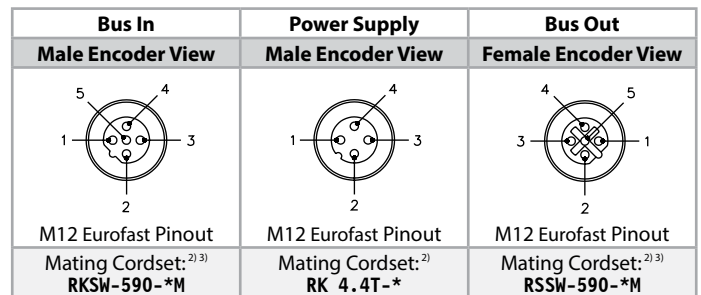 Bus In Power Supply Bus Out
Male Encoder View Male Encoder View Female Encoder View
5 4 4 4 5
1 3 1 3 3 1
2 2 2
M12 Eurofast Pinout M12 Eurofast Pinout M12 Eurofast Pinout
Mating Cordset: 2) 3) Mating Cordset: 2) Mating Cordset: 2) 3)
RKSW-590-*M RK 4.4T-* RSSW-590-*M